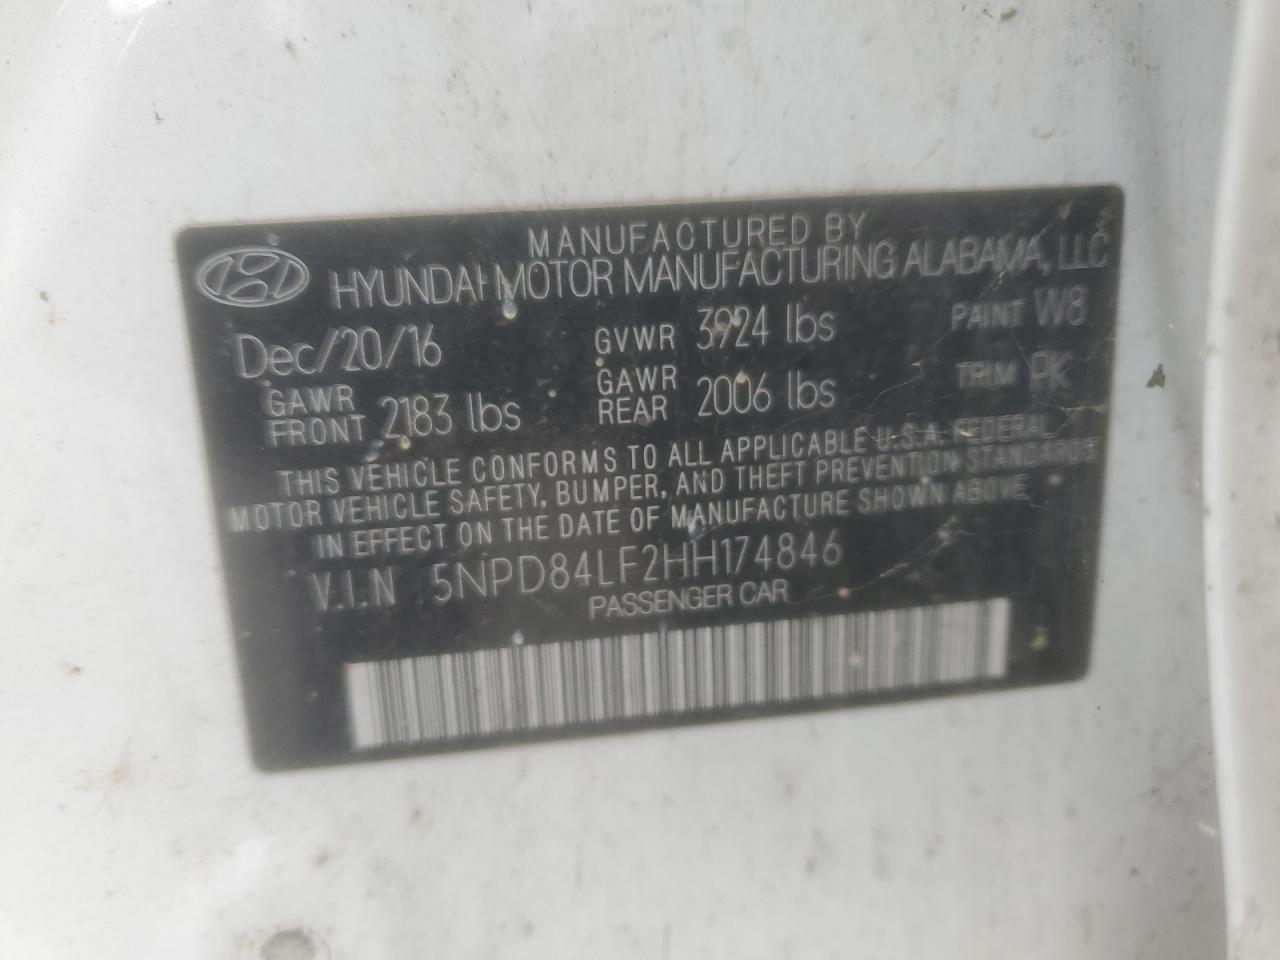 MANUFACTURED BY
HYUNDAI MOTOR MANUFACTURING ALABAMA, LLC
Dec/20/16 GVWR 3924 lbs PAINT W8
GAWR FRONT 2183 lbs GAWR REAR 2006 lbs TRIM PK
THIS VEHICLE CONFORMS TO ALL APPLICABLE U.S.A. FEDERAL
MOTOR VEHICLE SAFETY, BUMPER, AND THEFT PREVENTION STANDARDS
IN EFFECT ON THE DATE OF MANUFACTURE SHOWN ABOVE
V.I.N 5NPD84LF2HH174846
PASSENGER CAR